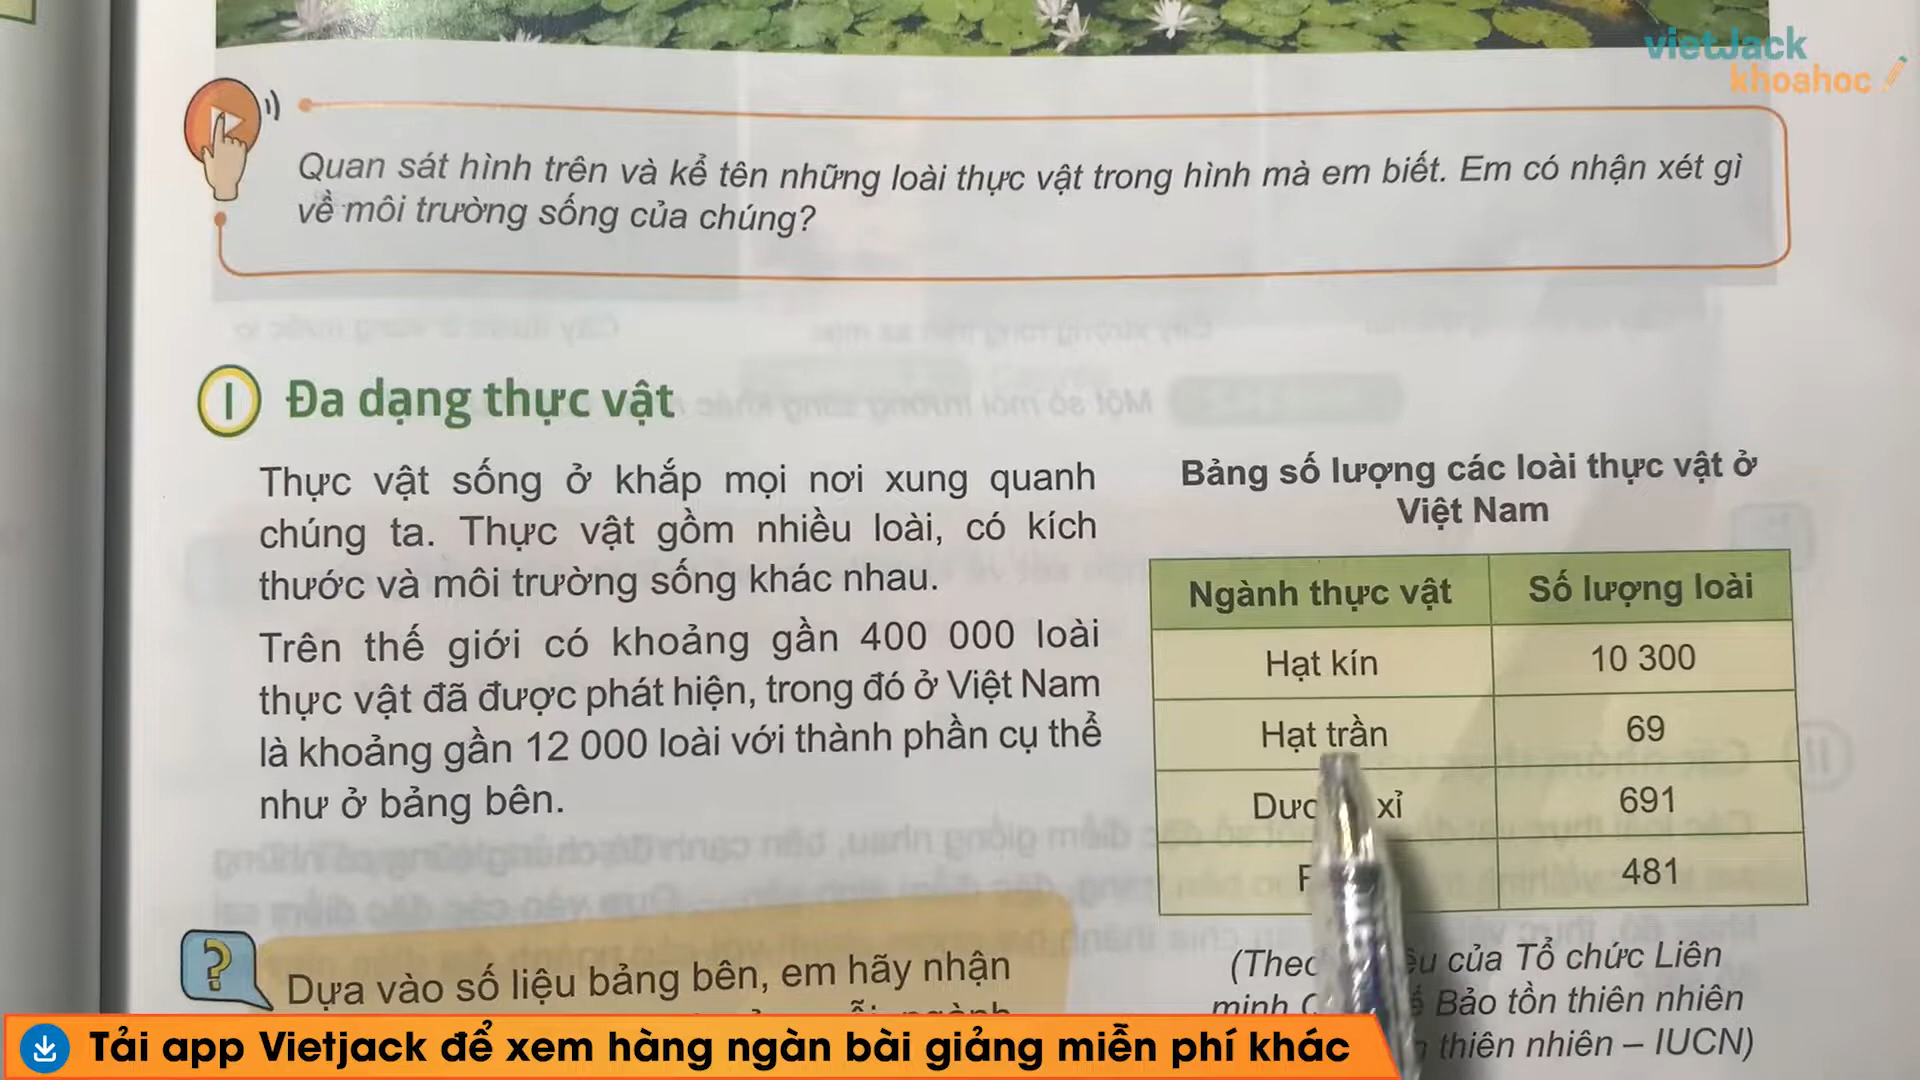 vietJack
khoahoc
Quan sát hình trên và kể tên những loài thực vật trong hình mà em biết. Em có nhận xét gì
về môi trường sống của chúng?
I Đa dạng thực vật
Thực vật sống ở khắp mọi nơi xung quanh
chúng ta. Thực vật gồm nhiều loài, có kích
thước và môi trường sống khác nhau.
Trên thế giới có khoảng gần 400 000 loài
thực vật đã được phát hiện, trong đó ở Việt Nam
là khoảng gần 12 000 loài với thành phần cụ thể
như ở bảng bên.
Bảng số lượng các loài thực vật ở
Việt Nam
Ngành thực vật Số lượng loài
Hạt kín 10 300
Hạt trần 69
xỉ 691
481
của Tổ chức Liên
minh Bảo tồn thiên nhiên
thiên nhiên – IUCN)
?
Dựa vào số liệu bảng bên, em hãy nhận
Tải app Vietjack để xem hàng ngàn bài giảng miễn phí khác